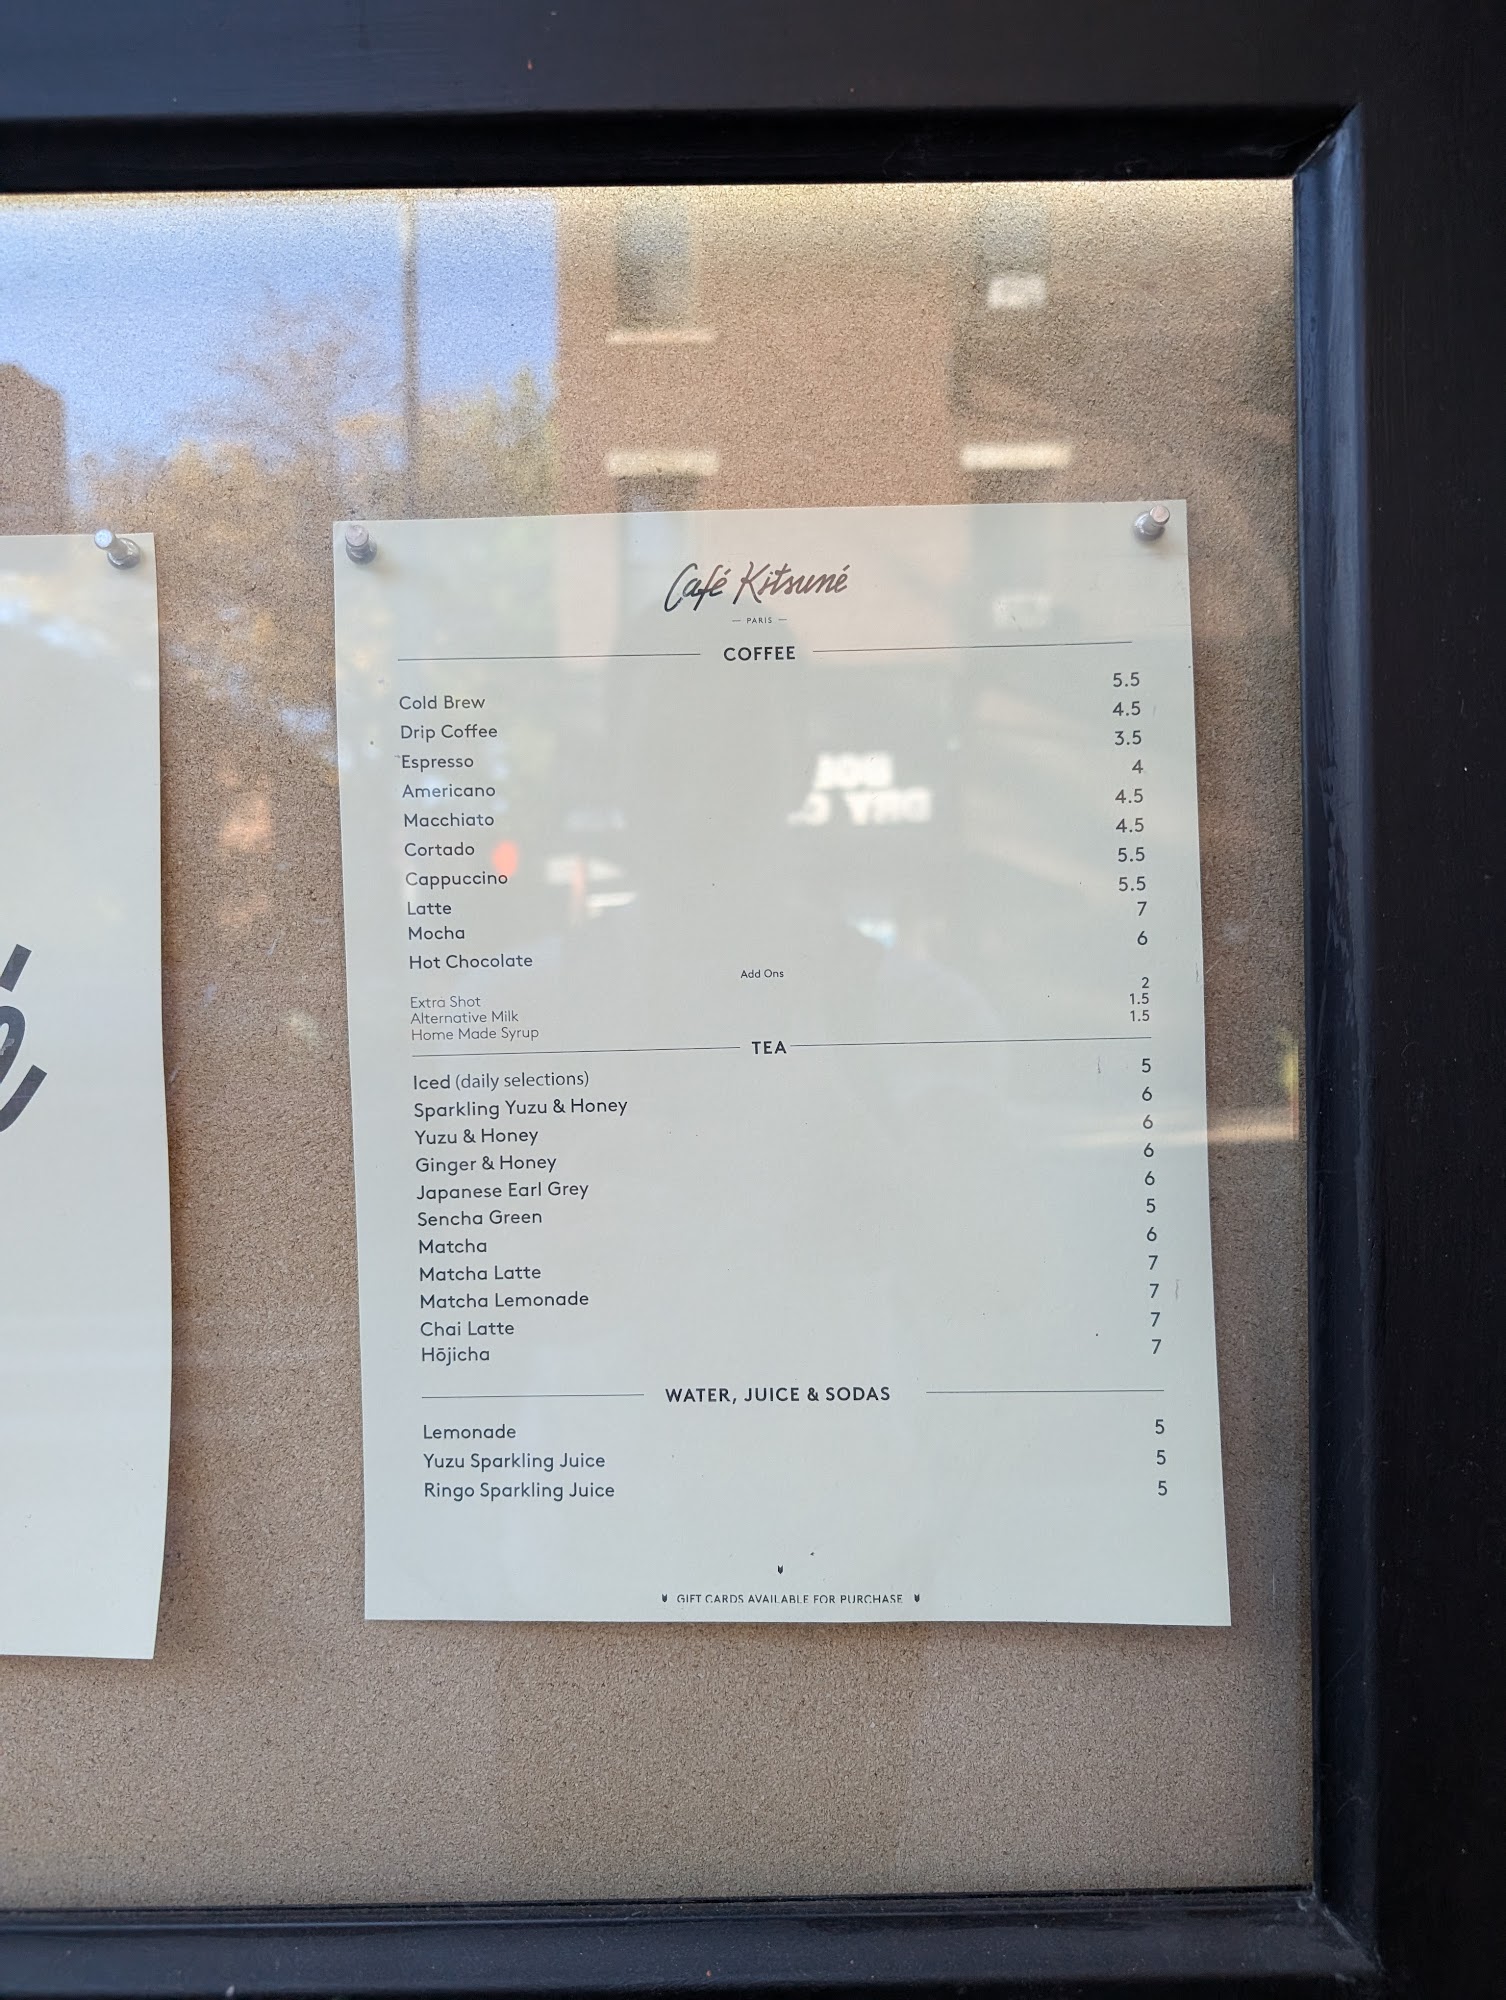 Café Kitsuné
— PARIS —
COFFEE
Cold Brew 5.5
Drip Coffee 4.5
Espresso 3.5
Americano 4
Macchiato 4.5
Cortado 4.5
Cappuccino 5.5
Latte 5.5
Mocha 7
Hot Chocolate 6
Add Ons
Extra Shot 2
Alternative Milk 1.5
Home Made Syrup 1.5
TEA
Iced (daily selections) 5
Sparkling Yuzu & Honey 6
Yuzu & Honey 6
Ginger & Honey 6
Japanese Earl Grey 6
Sencha Green 5
Matcha 6
Matcha Latte 7
Matcha Lemonade 7
Chai Latte 7
Hōjicha 7
WATER, JUICE & SODAS
Lemonade 5
Yuzu Sparkling Juice 5
Ringo Sparkling Juice 5
GIFT CARDS AVAILABLE FOR PURCHASE